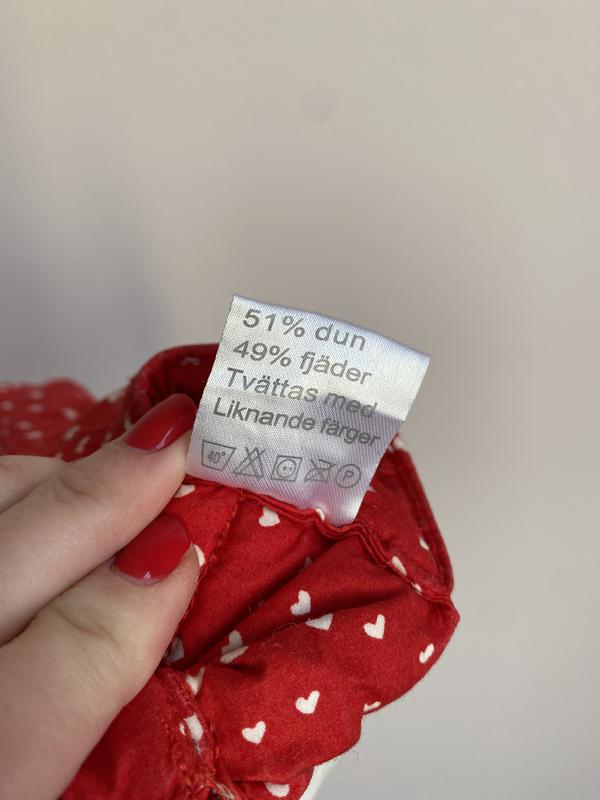 51% dun
49% fjäder
Tvättas med
Liknande färger
40° P